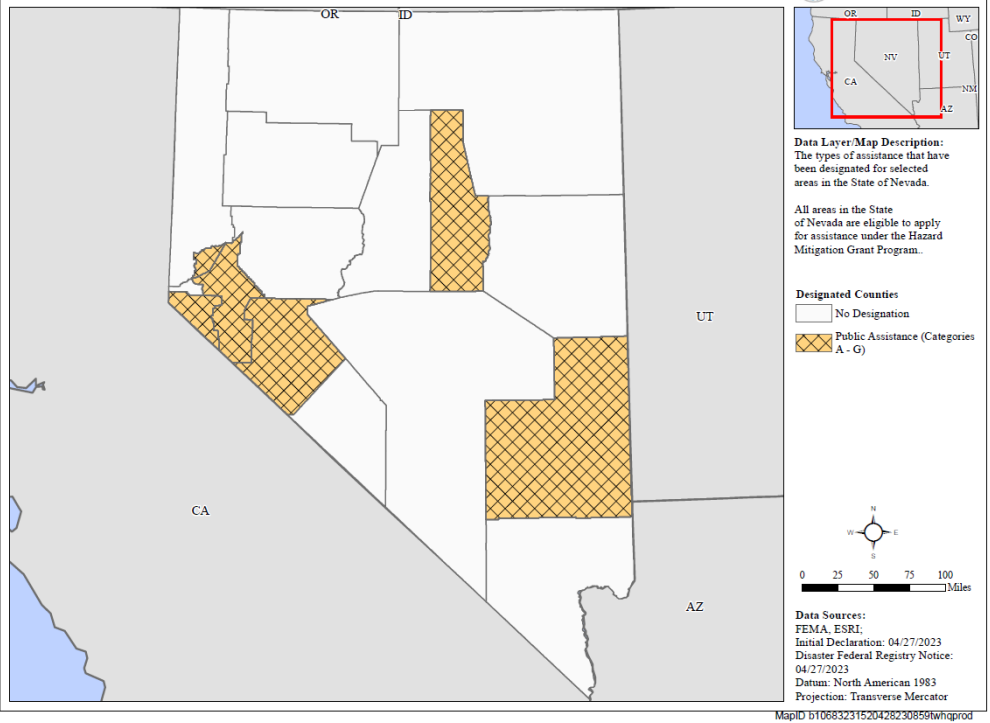 OR
ID
UT
CA
AZ
OR
ID
WY
CO
NV
UT
CA
NM
AZ
Data Layer/Map Description:
The types of assistance that have
been designated for selected
areas in the State of Nevada.
All areas in the State
of Nevada are eligible to apply
for assistance under the Hazard
Mitigation Grant Program..
Designated Counties
No Designation
Public Assistance (Categories
A - G)
N
W E
S
0 25 50 75 100
Miles
Data Sources:
FEMA, ESRI;
Initial Declaration: 04/27/2023
Disaster Federal Registry Notice:
04/27/2023
Datum: North American 1983
Projection: Transverse Mercator
MapID b10683231520428230859twhqprod